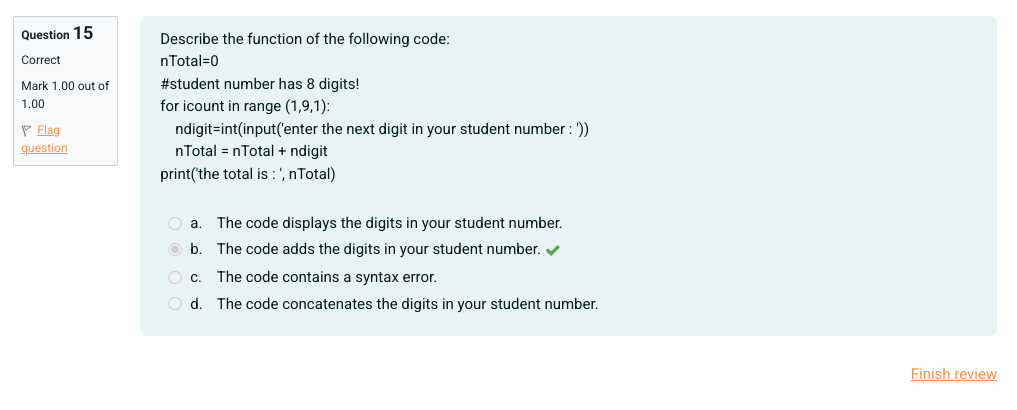 Question 15
Correct
Mark 1.00 out of
1.00
Flag
question
Describe the function of the following code:
nTotal=0
#student number has 8 digits!
for icount in range (1,9,1):
    ndigit=int(input('enter the next digit in your student number : '))
    nTotal = nTotal + ndigit
print('the total is : ', nTotal)
a. The code displays the digits in your student number.
b. The code adds the digits in your student number.
c. The code contains a syntax error.
d. The code concatenates the digits in your student number.
Finish review